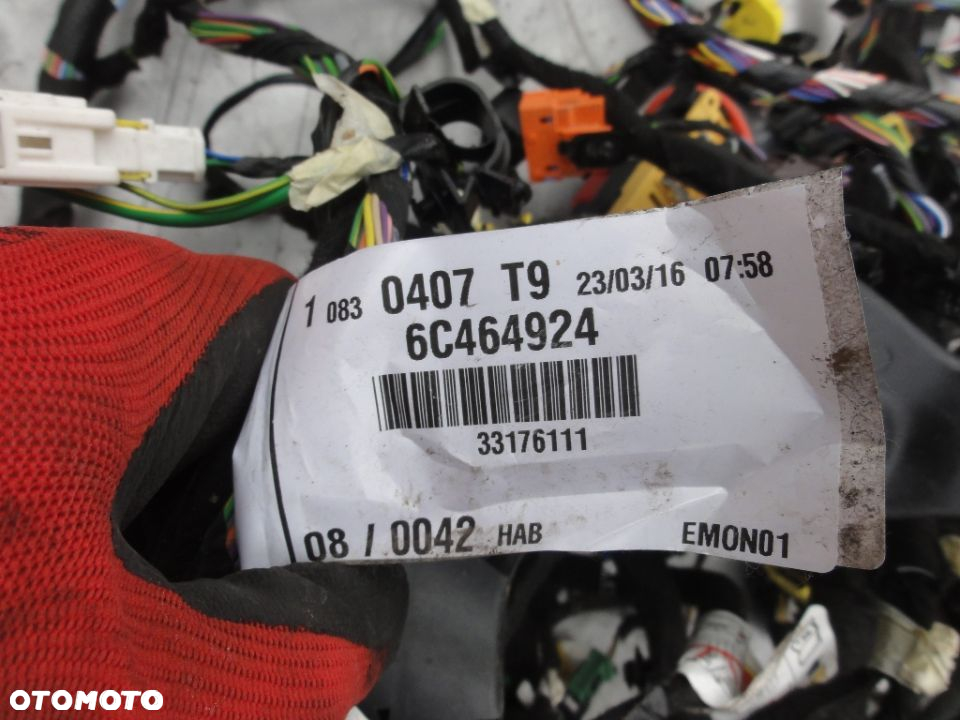 1 083 0407 T9 23/03/16 07:58
6C464924
33176111
08 / 0042 HAB EMON01
OTOMOTO